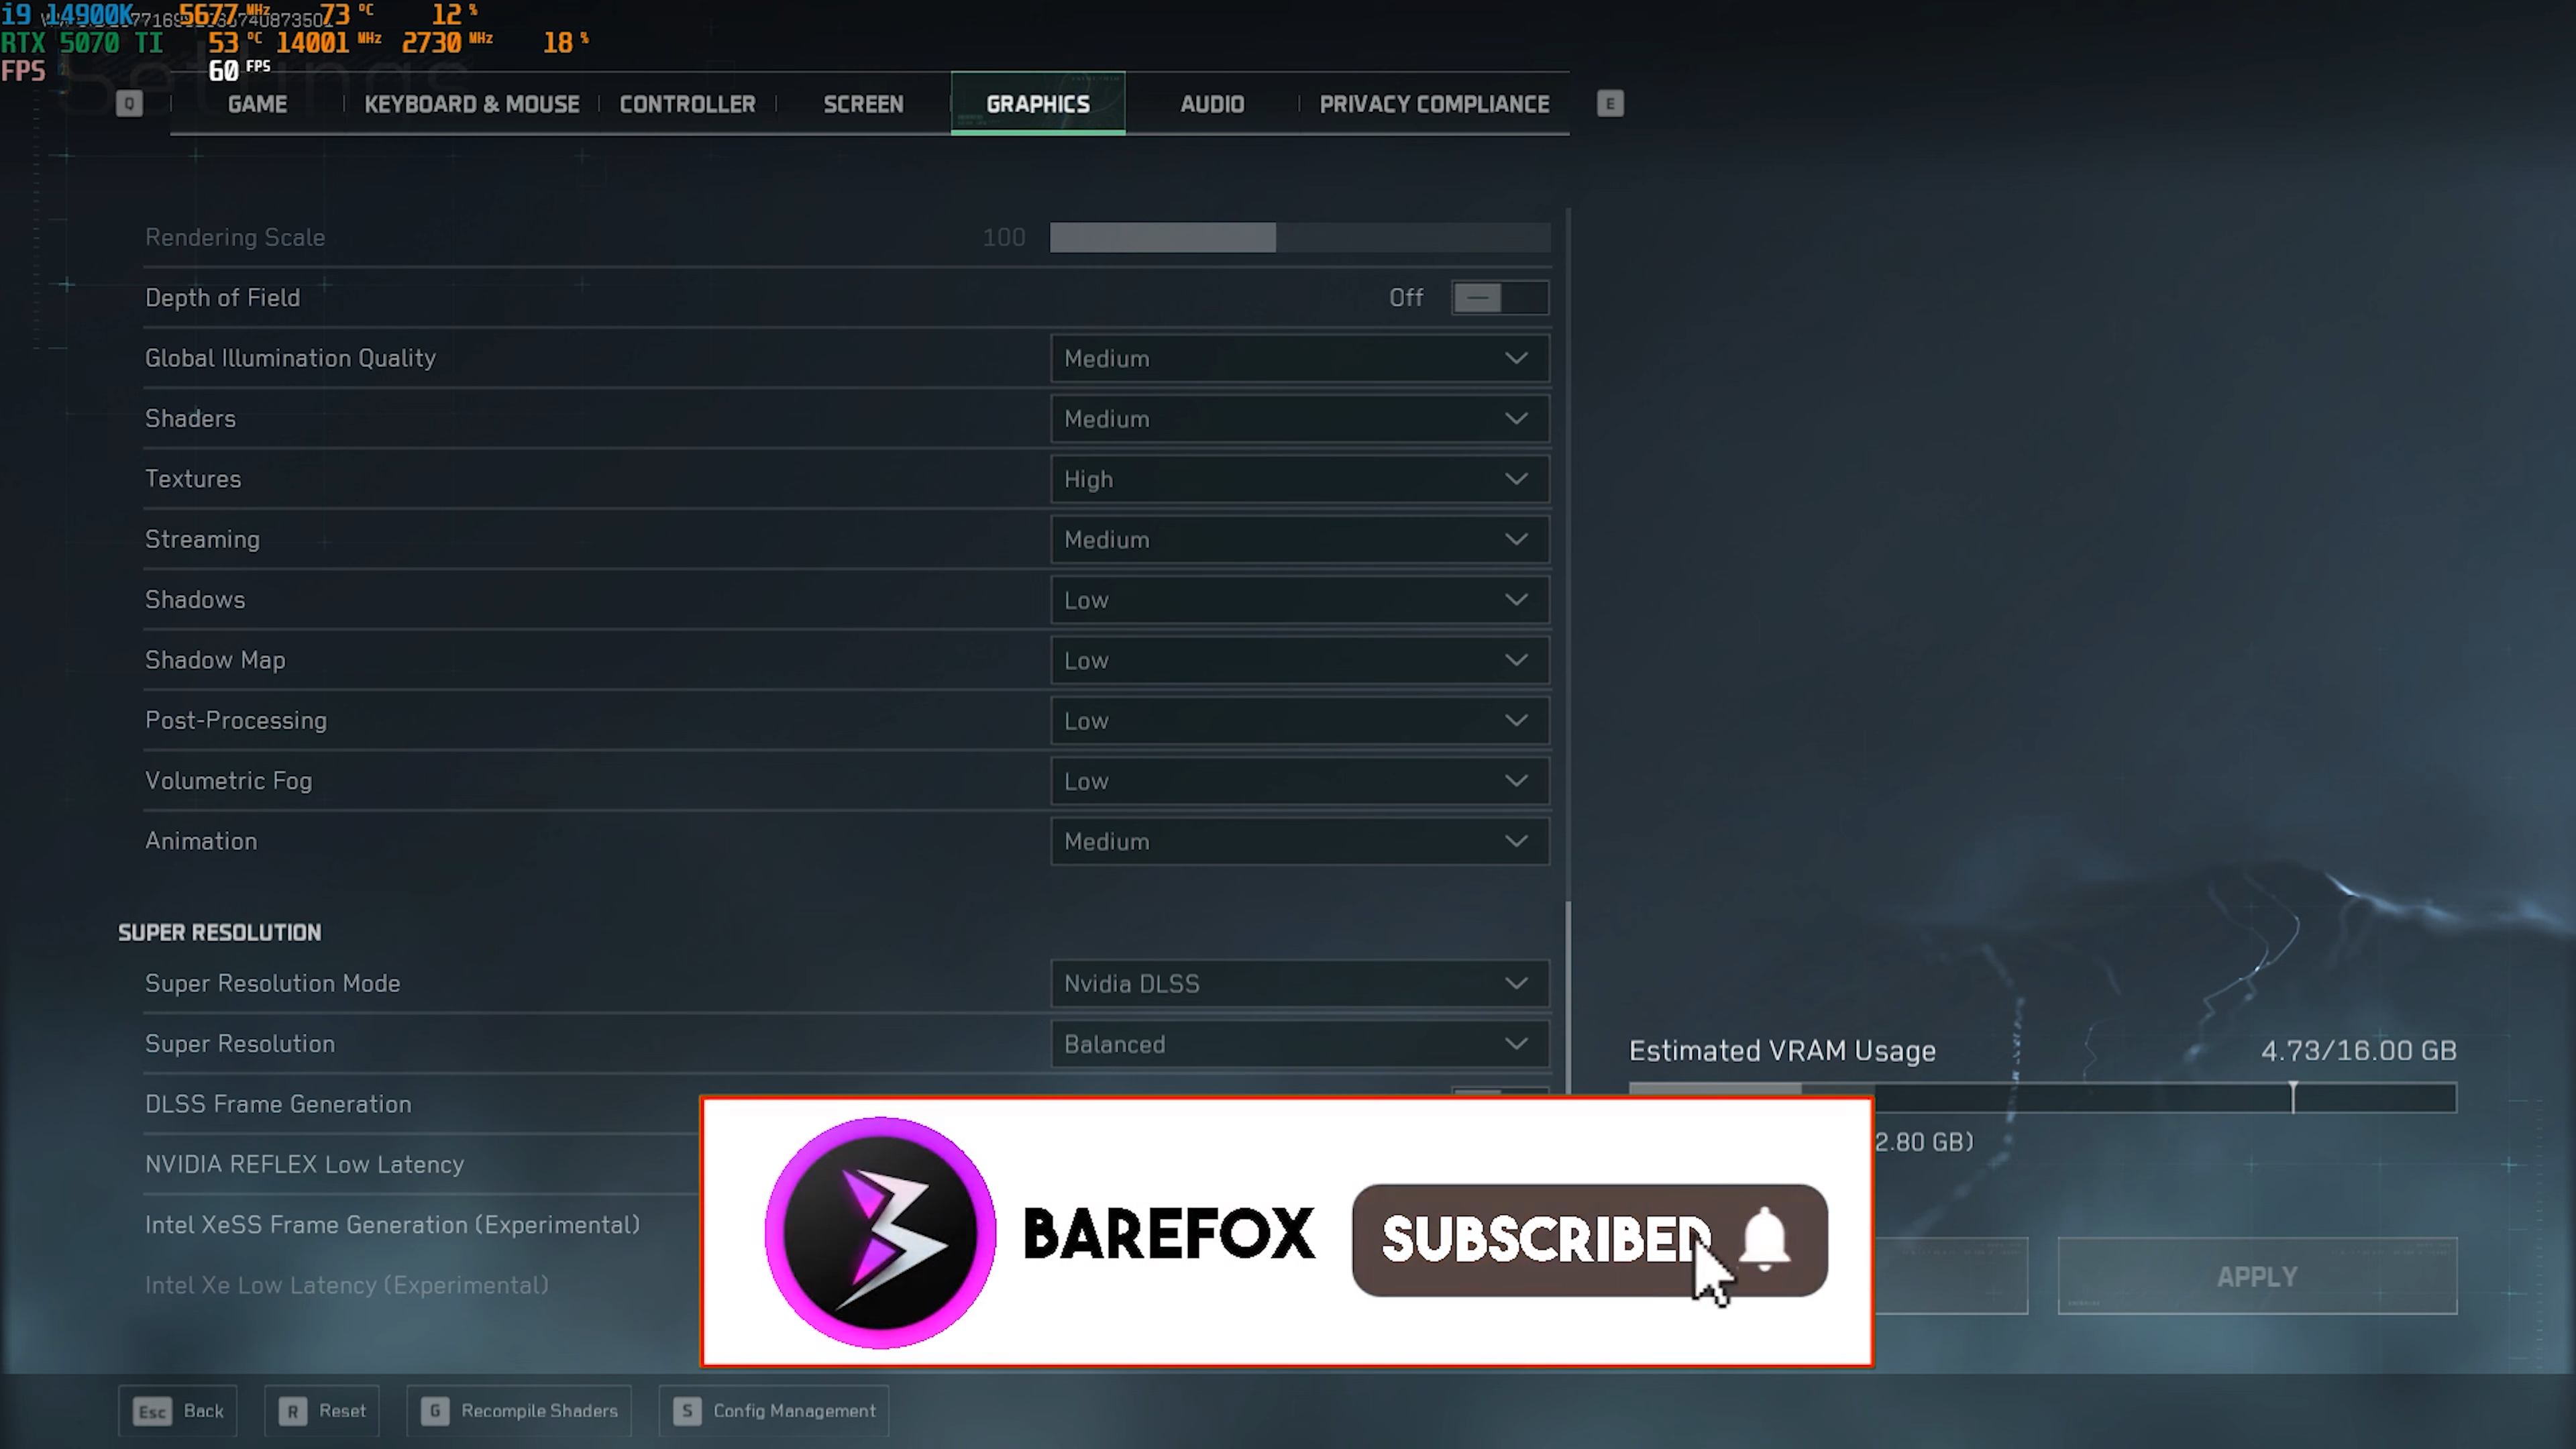 i9 14900K 5677 MHz 73 °C 12 %
RTX 5070 TI 53 °C 14001 MHz 2730 MHz 18 %
FPS 60 FPS
Settings
Q GAME KEYBOARD & MOUSE CONTROLLER SCREEN GRAPHICS AUDIO PRIVACY COMPLIANCE E
Rendering Scale 100
Depth of Field Off
Global Illumination Quality Medium
Shaders Medium
Textures High
Streaming Medium
Shadows Low
Shadow Map Low
Post-Processing Low
Volumetric Fog Low
Animation Medium
SUPER RESOLUTION
Super Resolution Mode Nvidia DLSS
Super Resolution Balanced
Estimated VRAM Usage 4.73/16.00 GB
DLSS Frame Generation
2.80 GB)
NVIDIA REFLEX Low Latency
Intel XeSS Frame Generation (Experimental)
Intel Xe Low Latency (Experimental)
BAREFOX SUBSCRIBED
APPLY
Esc Back R Reset G Recompile Shaders S Config Management